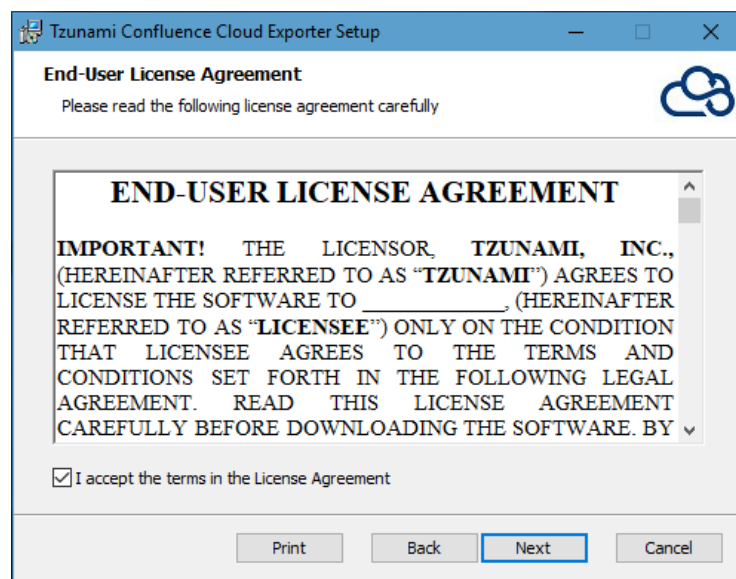 Tzunami Confluence Cloud Exporter Setup
End-User License Agreement
Please read the following license agreement carefully
END-USER LICENSE AGREEMENT
IMPORTANT! THE LICENSOR, TZUNAMI, INC.,
(HEREINAFTER REFERRED TO AS “TZUNAMI”) AGREES TO
LICENSE THE SOFTWARE TO _____________, (HEREINAFTER
REFERRED TO AS “LICENSEE”) ONLY ON THE CONDITION
THAT LICENSEE AGREES TO THE TERMS AND
CONDITIONS SET FORTH IN THE FOLLOWING LEGAL
AGREEMENT. READ THIS LICENSE AGREEMENT
CAREFULLY BEFORE DOWNLOADING THE SOFTWARE. BY
I accept the terms in the License Agreement
Print Back Next Cancel